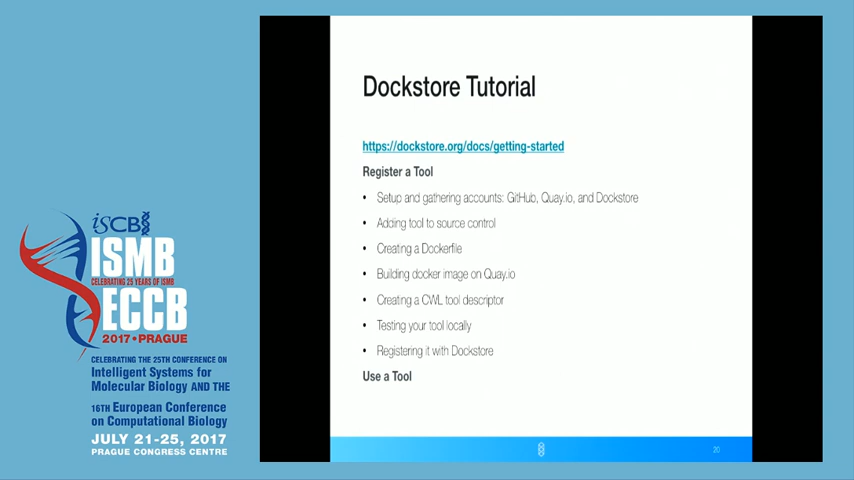 Dockstore Tutorial
https://dockstore.org/docs/getting-started
Register a Tool
• Setup and gathering accounts: GitHub, Quay.io, and Dockstore
• Adding tool to source control
• Creating a Dockerfile
• Building docker image on Quay.io
• Creating a CWL tool descriptor
• Testing your tool locally
• Registering it with Dockstore
Use a Tool
20
iSCB
ISMB
CELEBRATING 25 YEARS OF ISMB
ECCB
2017 • PRAGUE
CELEBRATING THE 25TH CONFERENCE ON
Intelligent Systems for
Molecular Biology AND THE
16TH European Conference
on Computational Biology
JULY 21-25, 2017
PRAGUE CONGRESS CENTRE